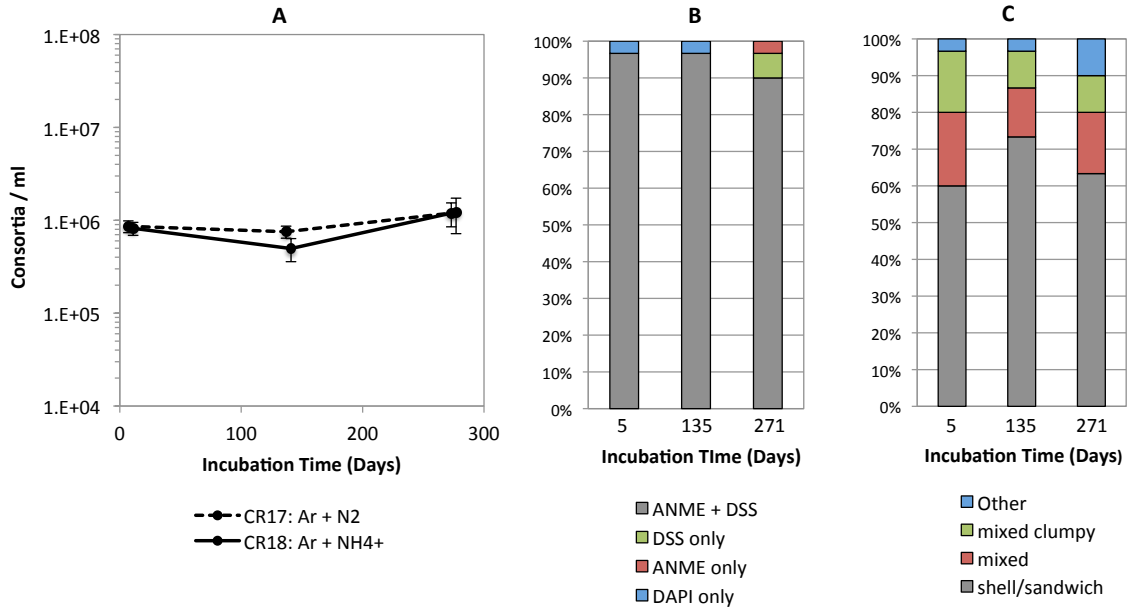 A
1.E+08
1.E+07
1.E+06
1.E+05
1.E+04
Consortia / ml
0 100 200 300
Incubation Time (Days)
CR17: Ar + N2
CR18: Ar + NH4+
B
100%
90%
80%
70%
60%
50%
40%
30%
20%
10%
0%
5 135 271
Incubation TIme (Days)
ANME + DSS
DSS only
ANME only
DAPI only
C
100%
90%
80%
70%
60%
50%
40%
30%
20%
10%
0%
5 135 271
Incubation Time (Days)
Other
mixed clumpy
mixed
shell/sandwich